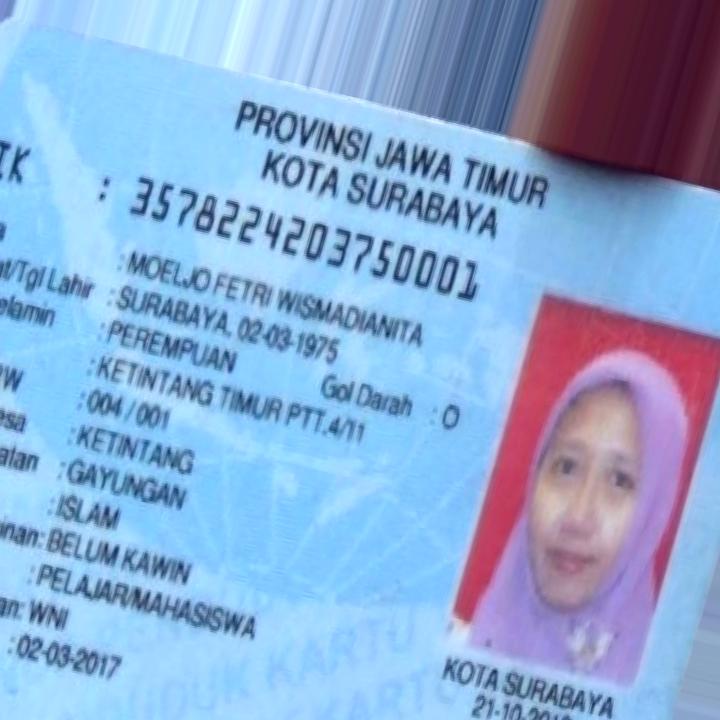 PROVINSI JAWA TIMUR
KOTA SURABAYA
IK : 3578224203750001
: MOELJO FETRI WISMADIANITA
at/Tgl Lahir : SURABAYA, 02-03-1975
elamin : PEREMPUAN Gol Darah : O
: KETINTANG TIMUR PTT.4/11
RW : 004 / 001
esa : KETINTANG
atan : GAYUNGAN
: ISLAM
inan: BELUM KAWIN
: PELAJAR/MAHASISWA
an: WNI
: 02-03-2017
KOTA SURABAYA